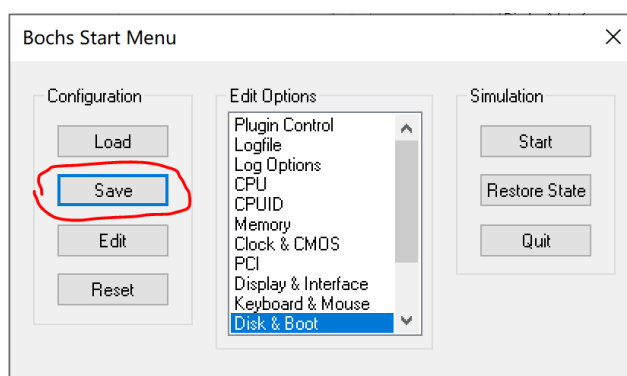 Bochs Start Menu
Configuration
Load
Save
Edit
Reset
Edit Options
Plugin Control
Logfile
Log Options
CPU
CPUID
Memory
Clock & CMOS
PCI
Display & Interface
Keyboard & Mouse
Disk & Boot
Simulation
Start
Restore State
Quit